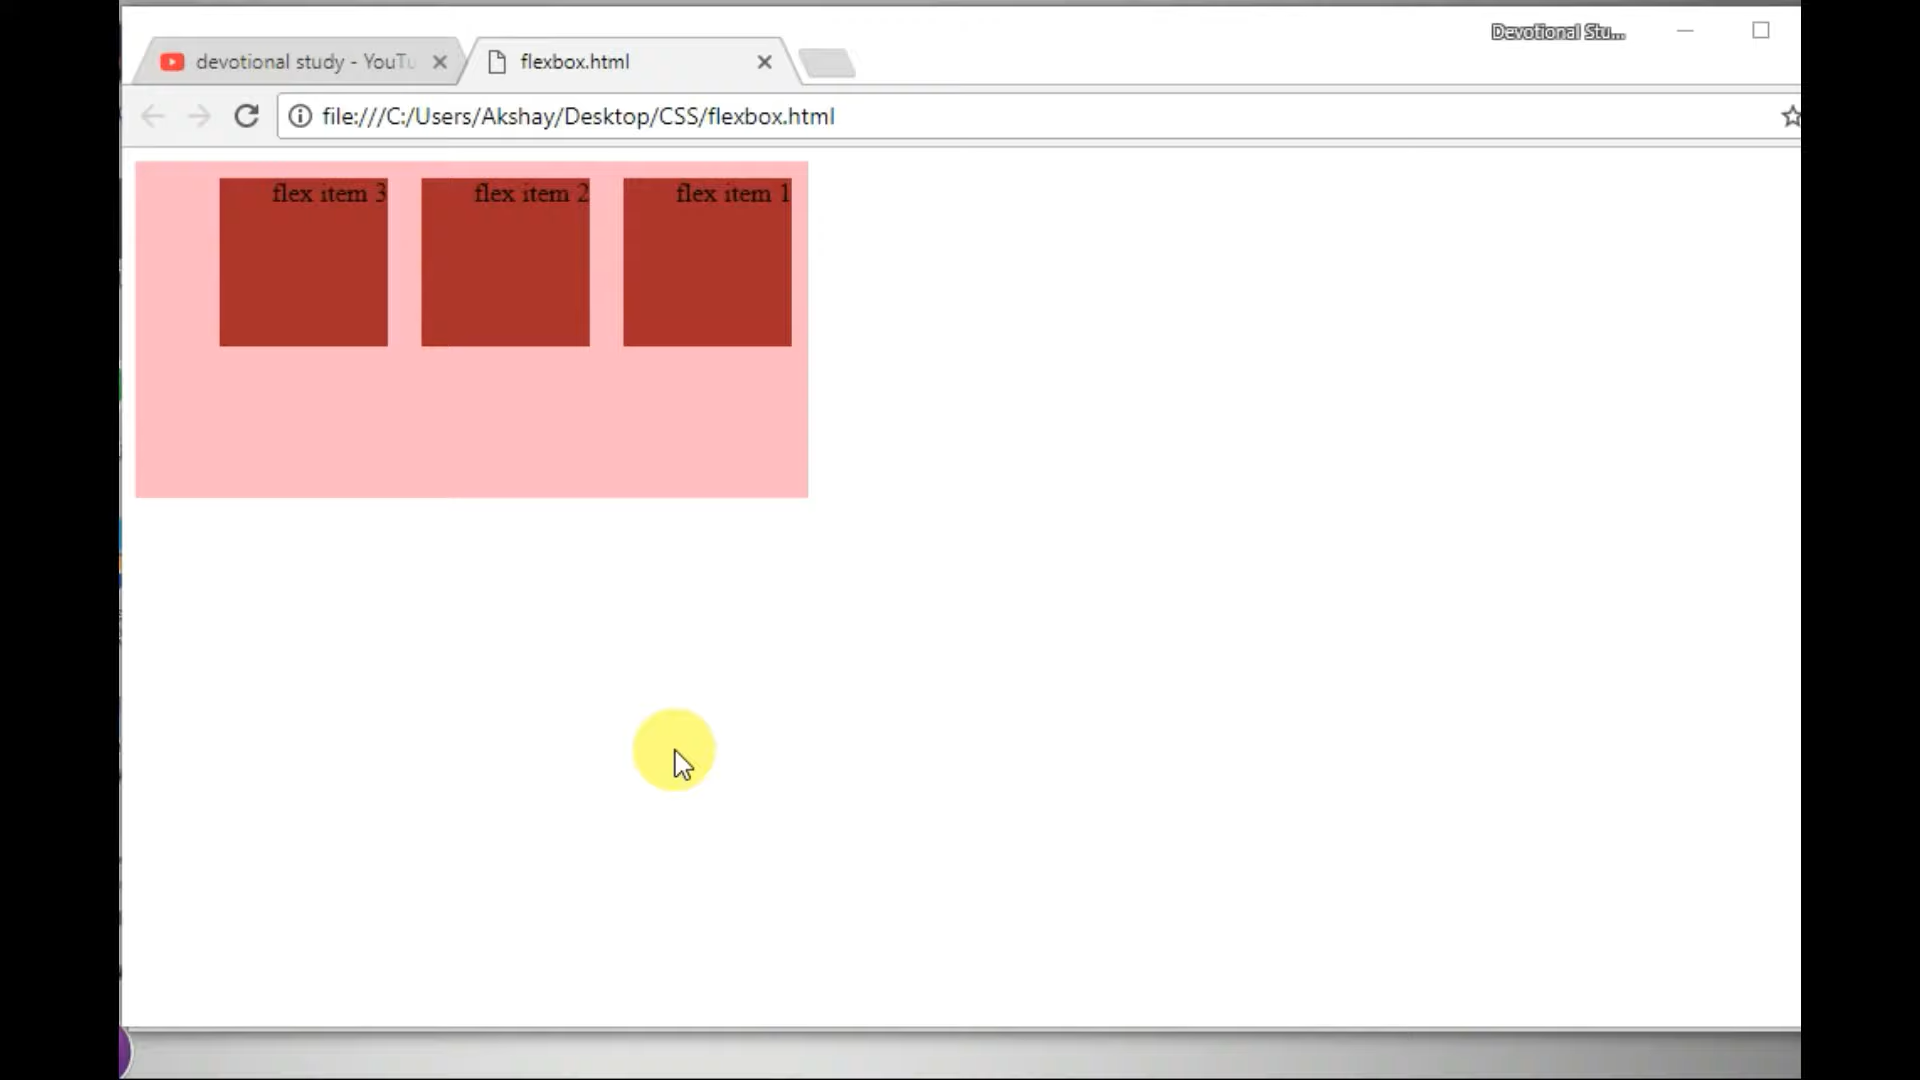 Devotional Stu...
devotional study - YouTu
flexbox.html
file:///C:/Users/Akshay/Desktop/CSS/flexbox.html
flex item 3
flex item 2
flex item 1